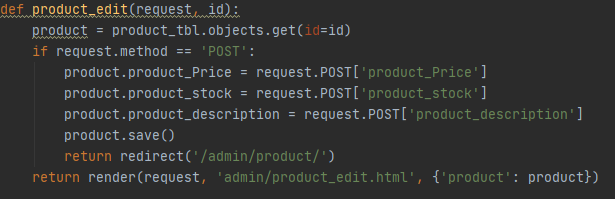 def product_edit(request, id):
    product = product_tbl.objects.get(id=id)
    if request.method == 'POST':
        product.product_Price = request.POST['product_Price']
        product.product_stock = request.POST['product_stock']
        product.product_description = request.POST['product_description']
        product.save()
        return redirect('/admin/product/')
    return render(request, 'admin/product_edit.html', {'product': product})